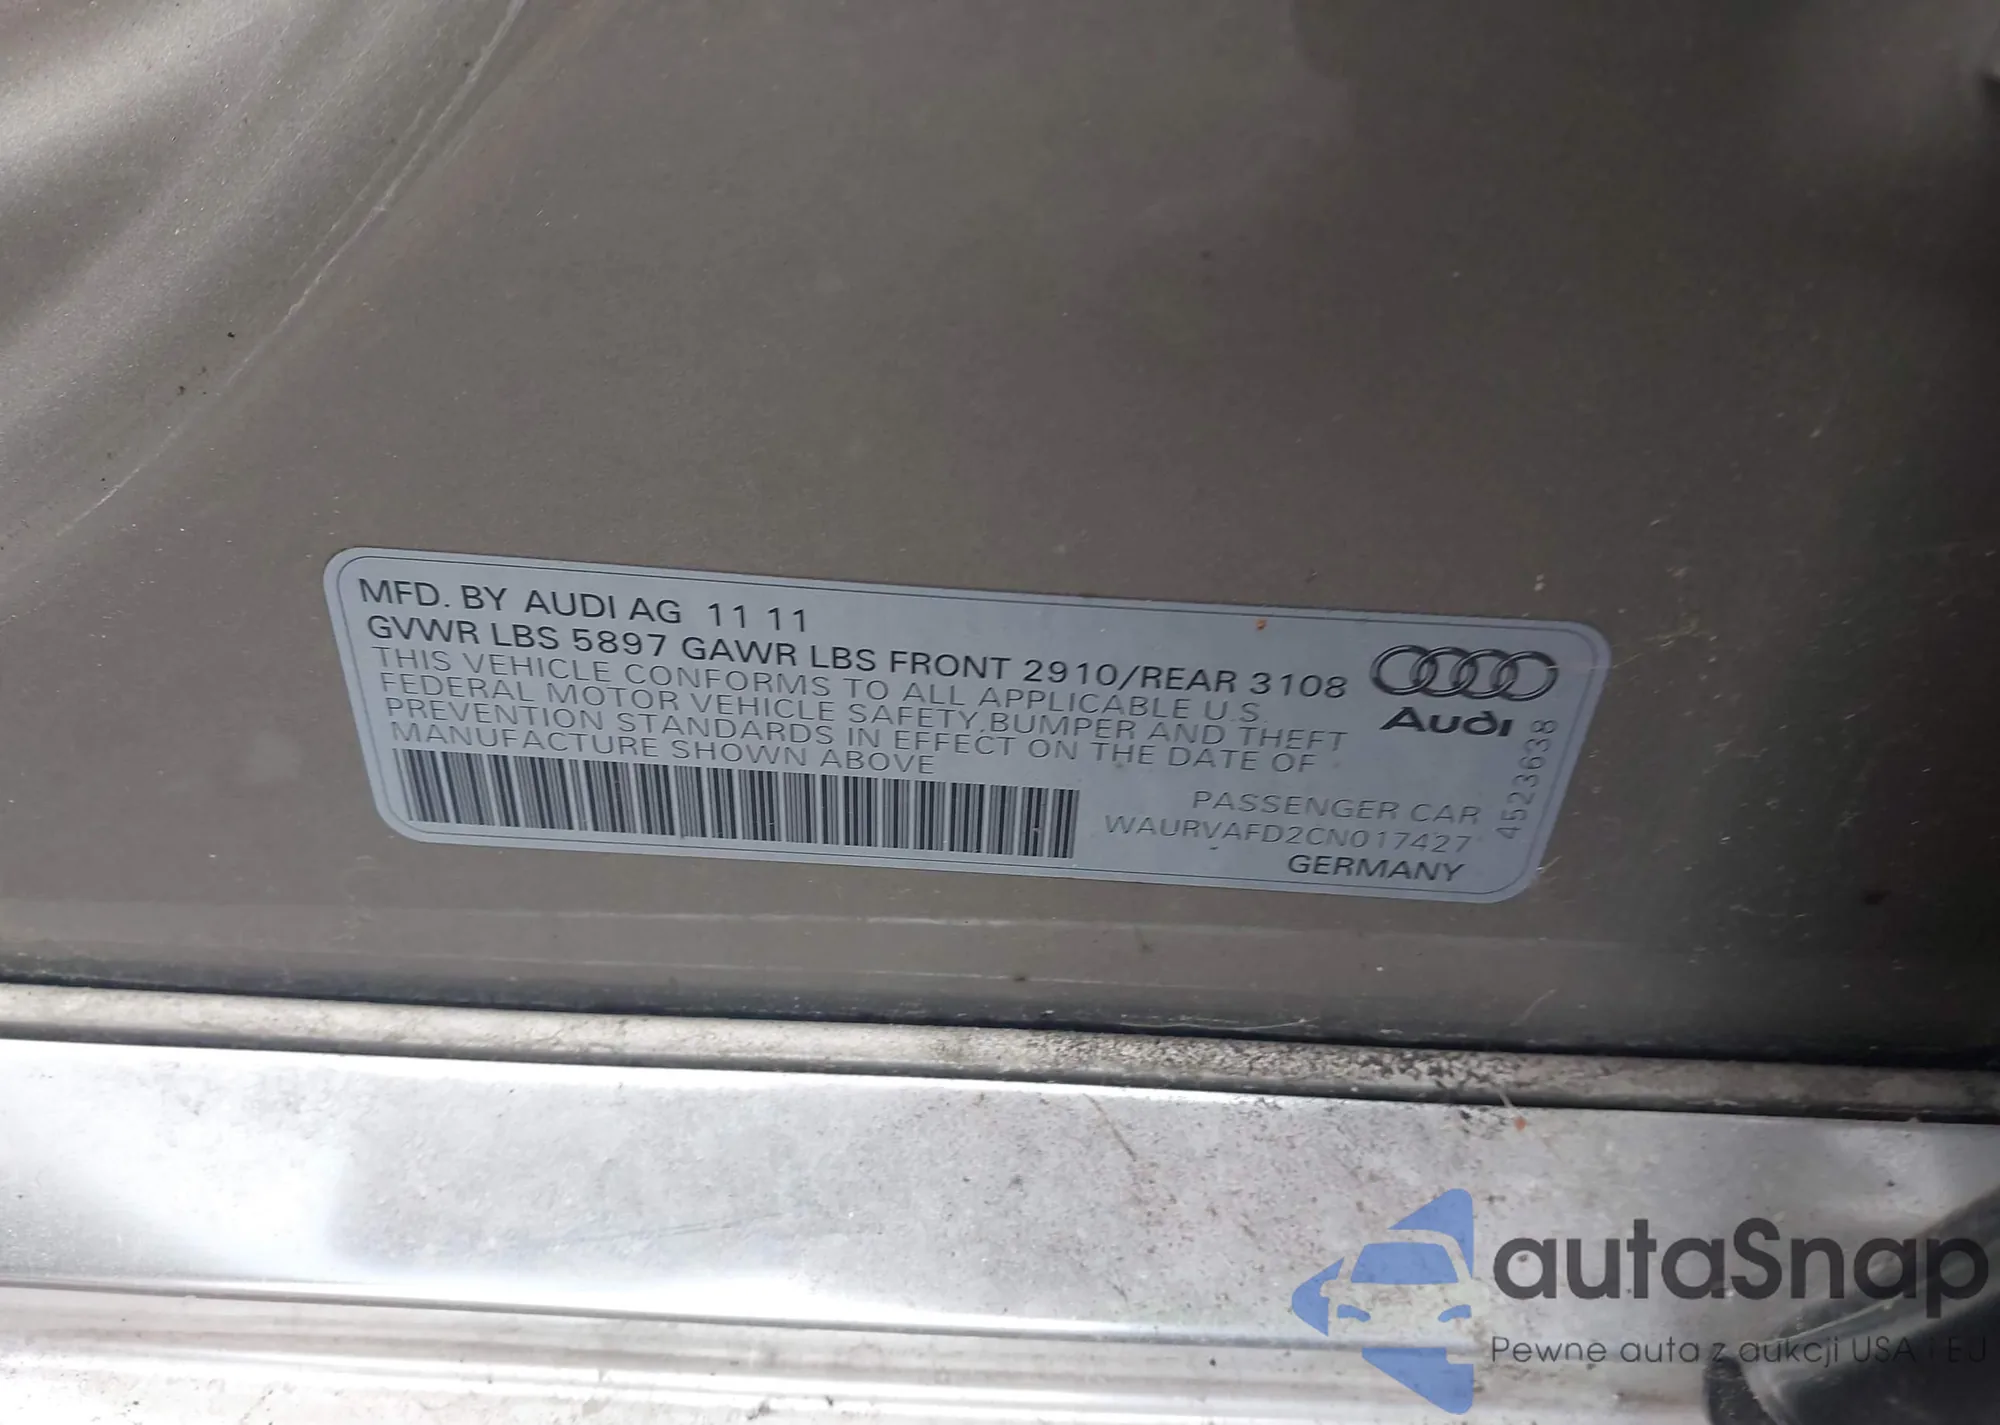 MFD. BY AUDI AG 11 11
GVWR LBS 5897 GAWR LBS FRONT 2910/REAR 3108
THIS VEHICLE CONFORMS TO ALL APPLICABLE U.S.
FEDERAL MOTOR VEHICLE SAFETY,BUMPER AND THEFT
PREVENTION STANDARDS IN EFFECT ON THE DATE OF
MANUFACTURE SHOWN ABOVE
Audi
4523638
PASSENGER CAR
WAURVAFD2CN017427
GERMANY
autaSnap
Pewne auta z aukcji USA i EU